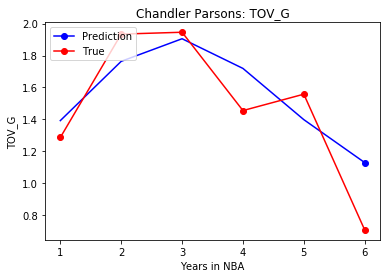 Chandler Parsons: TOV_G
2.0
1.8
1.6
1.4
1.2
1.0
0.8
TOV_G
Prediction
True
1 2 3 4 5 6
Years in NBA